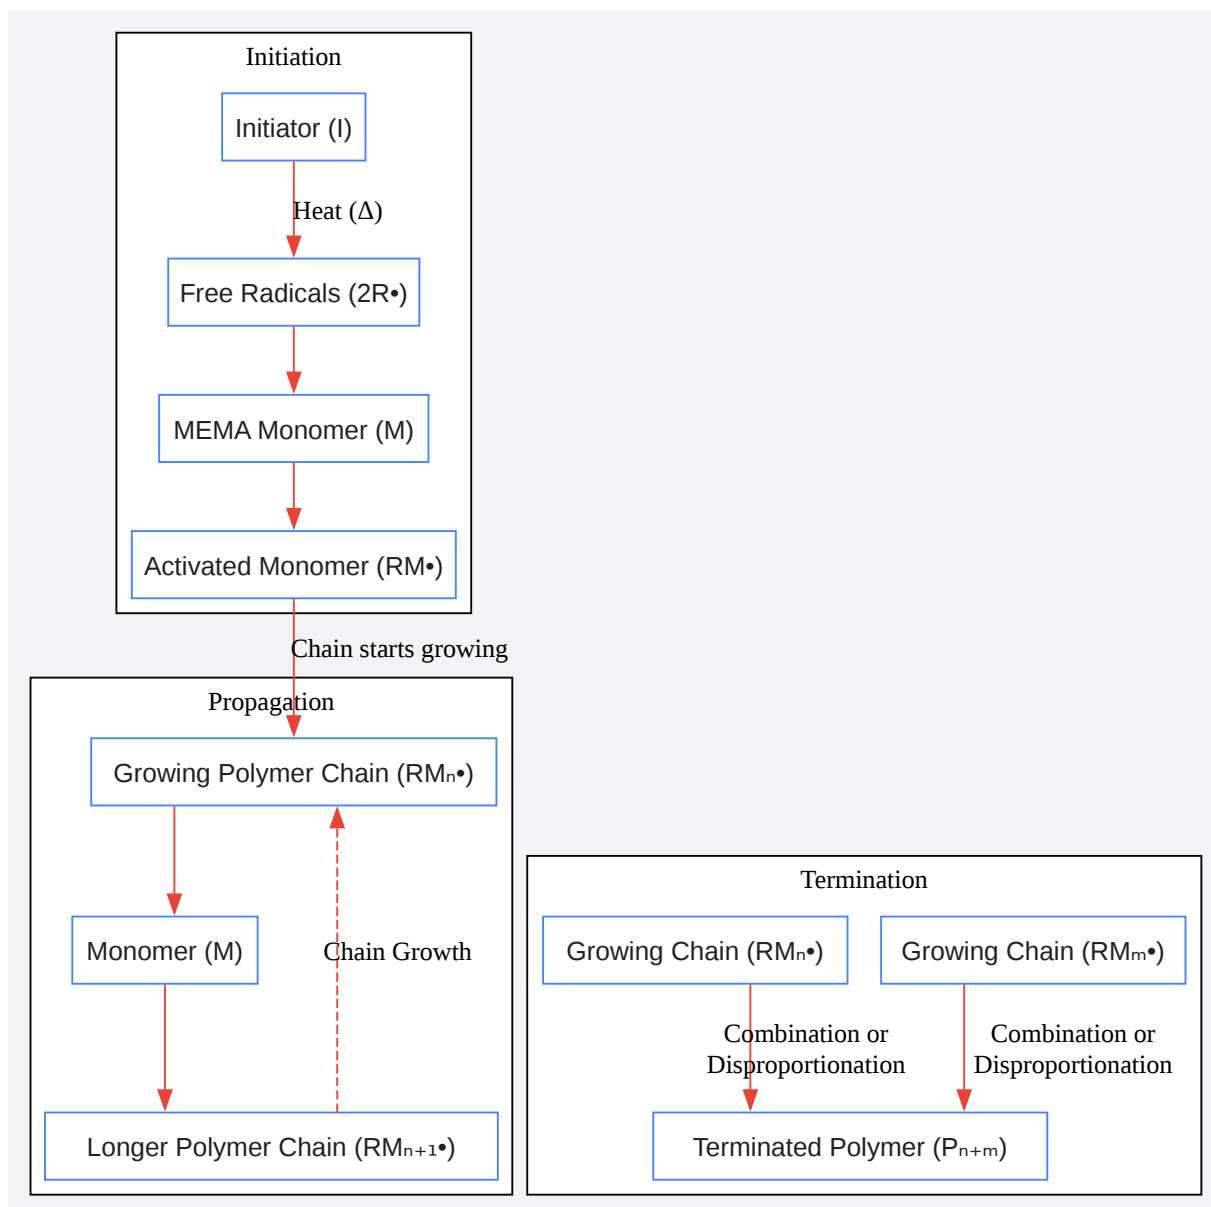 Initiation
Initiator (I)
Heat (Δ)
Free Radicals (2R•)
MEMA Monomer (M)
Activated Monomer (RM•)
Chain starts growing
Propagation
Growing Polymer Chain (RMₙ•)
Monomer (M)
Chain Growth
Longer Polymer Chain (RMₙ₊₁•)
Termination
Growing Chain (RMₙ•)
Growing Chain (RMₘ•)
Combination or
Disproportionation
Combination or
Disproportionation
Terminated Polymer (Pₙ₊ₘ)